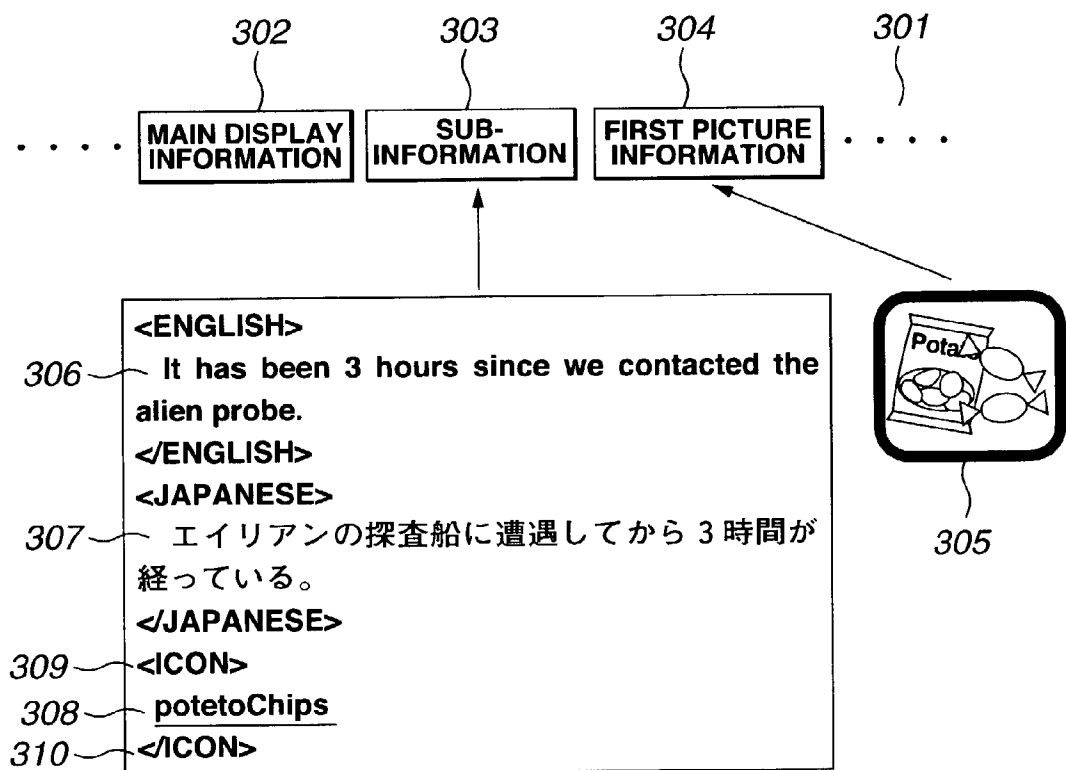 302
303
304
301
. . . .
MAIN DISPLAY
INFORMATION
SUB-
INFORMATION
FIRST PICTURE
INFORMATION
. . . .
<ENGLISH>
306
It has been 3 hours since we contacted the
alien probe.
</ENGLISH>
<JAPANESE>
307
エイリアンの探査船に遭遇してから3時間が
経っている。
</JAPANESE>
309
<ICON>
308
potetoChips
310
</ICON>
Potat
305